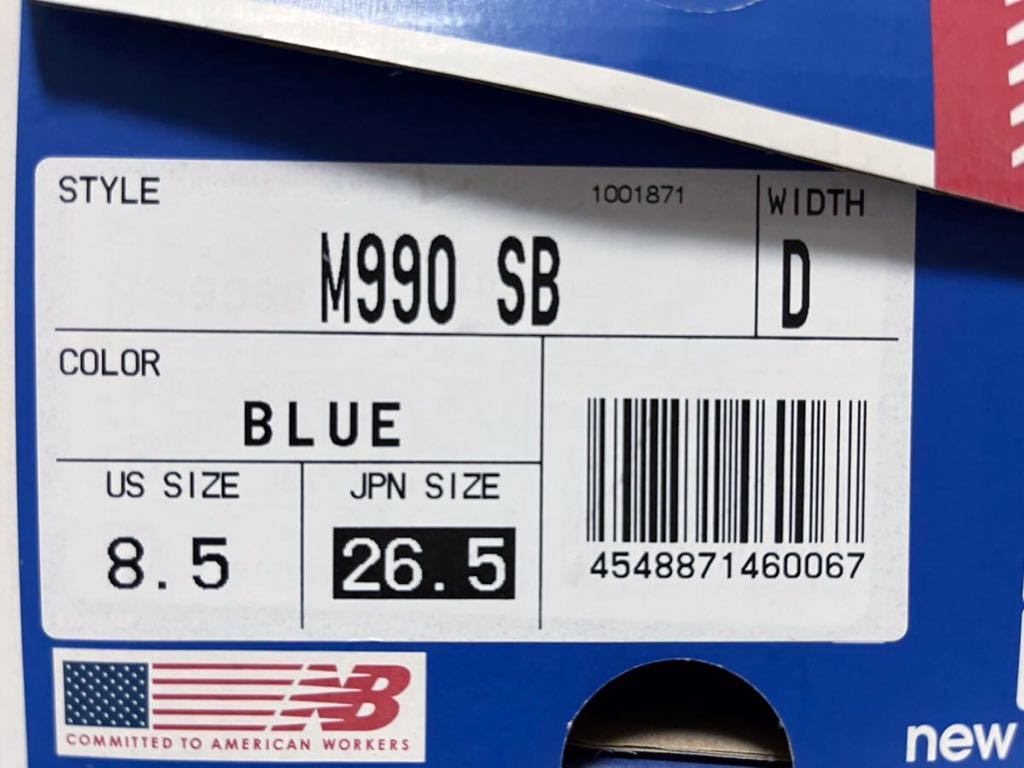 STYLE
1001871
WIDTH
M990 SB
D
COLOR
BLUE
US SIZE
JPN SIZE
8.5
26.5
4548871460067
NB
COMMITTED TO AMERICAN WORKERS
new